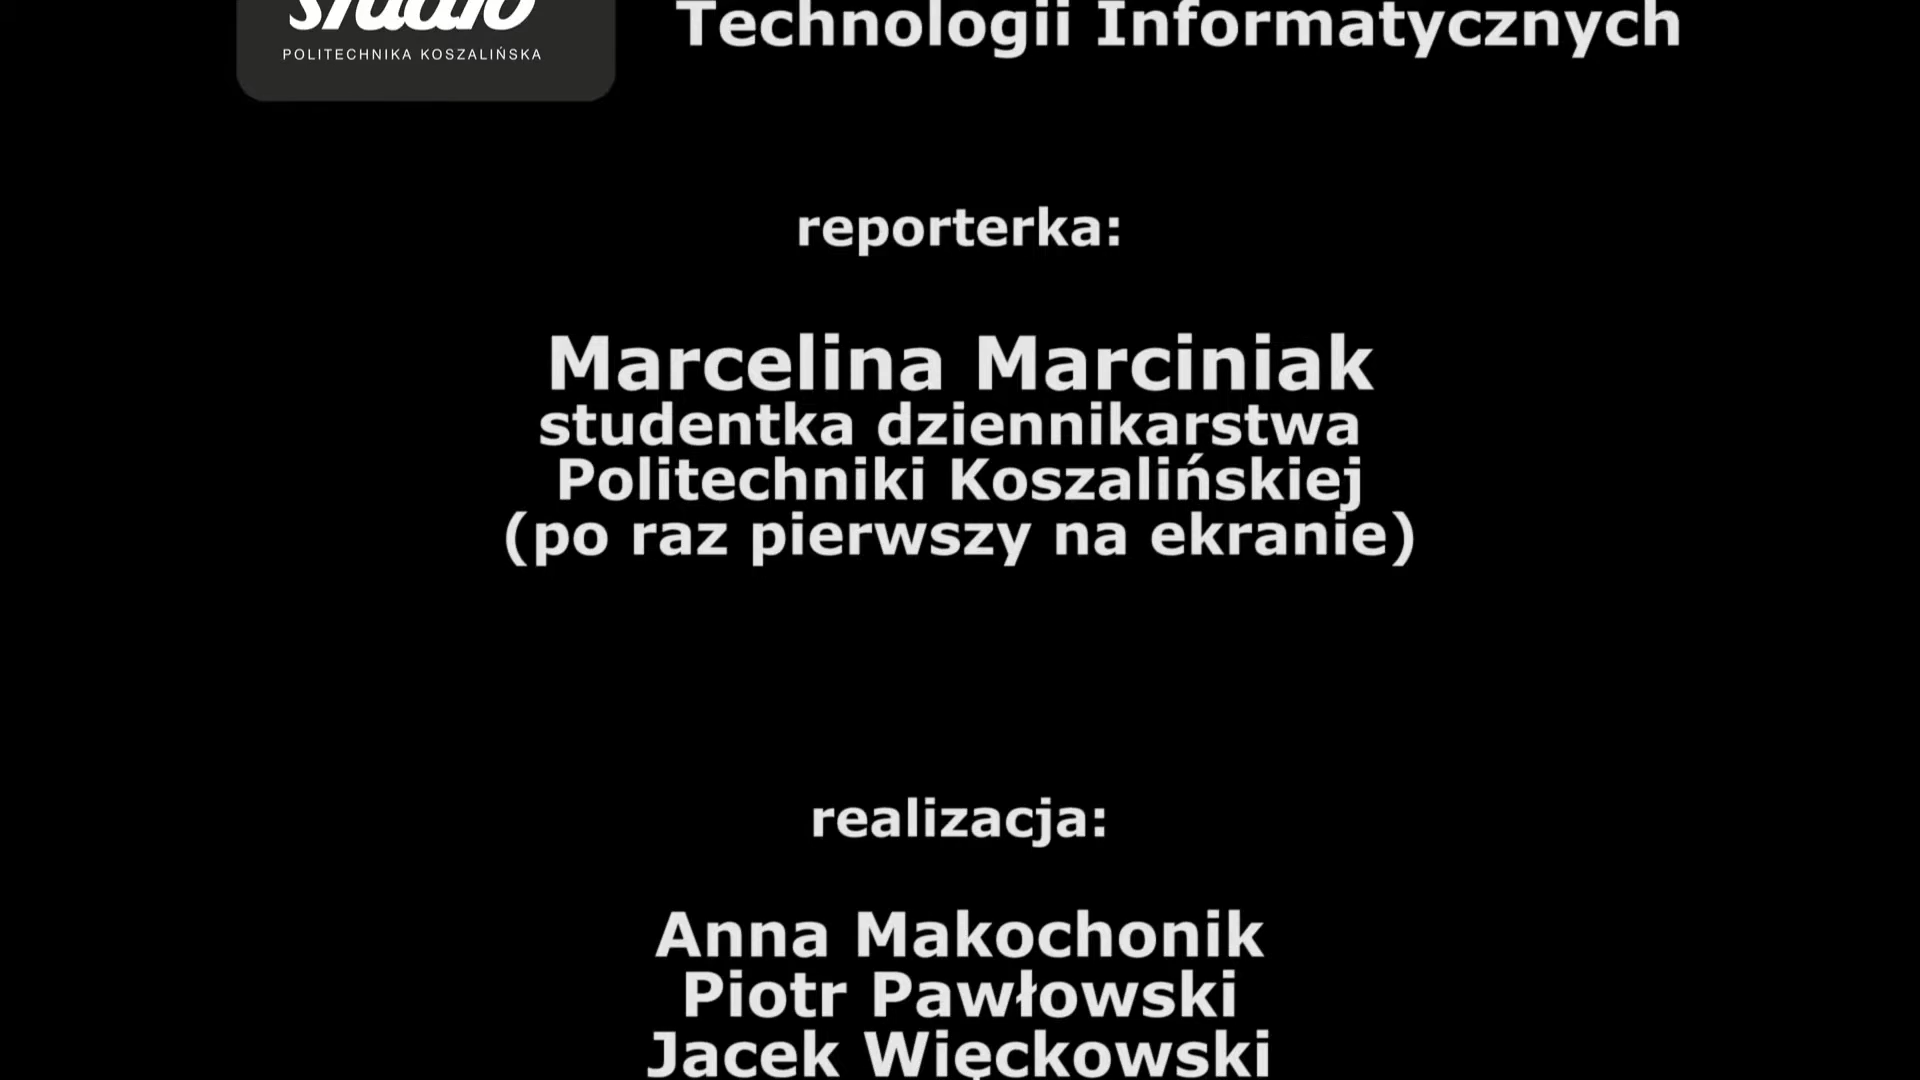 studio
POLITECHNIKA KOSZALIŃSKA
Technologii Informatycznych
reporterka:
Marcelina Marciniak
studentka dziennikarstwa
Politechniki Koszalińskiej
(po raz pierwszy na ekranie)
realizacja:
Anna Makochonik
Piotr Pawłowski
Jacek Więckowski